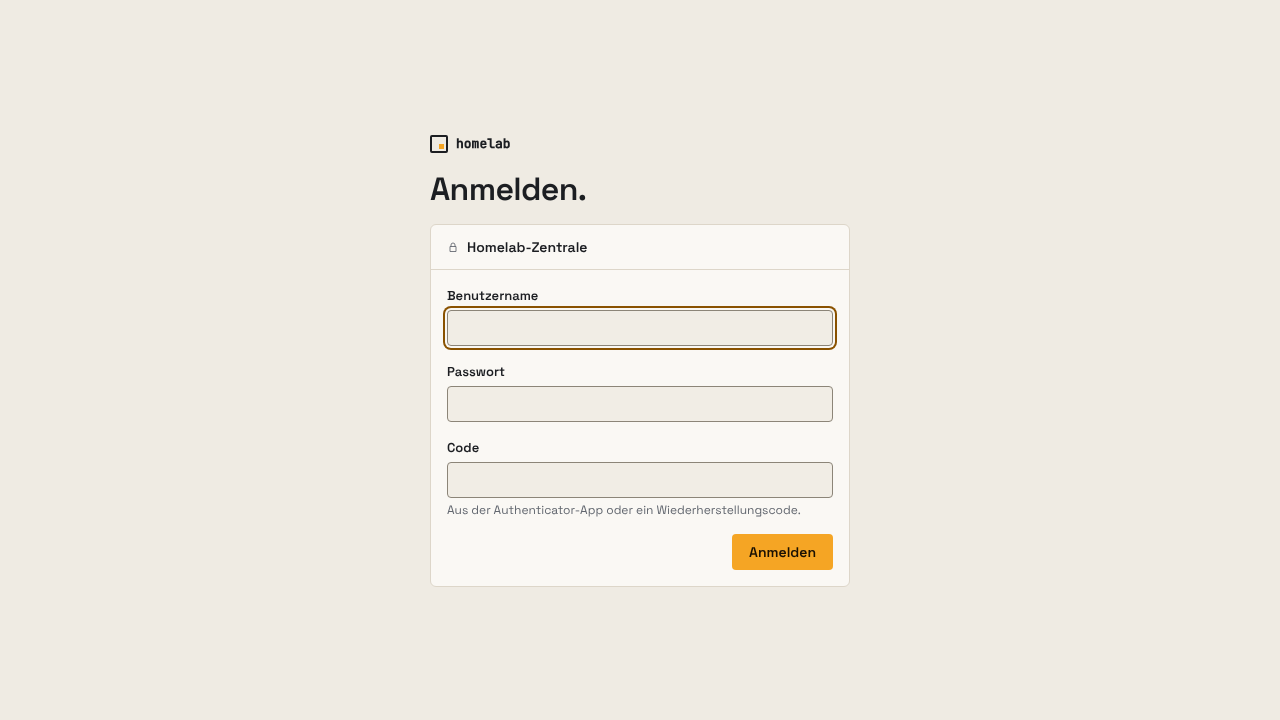 homelab
Anmelden.
Homelab-Zentrale
Benutzername
Passwort
Code
Aus der Authenticator-App oder ein Wiederherstellungscode.
Anmelden